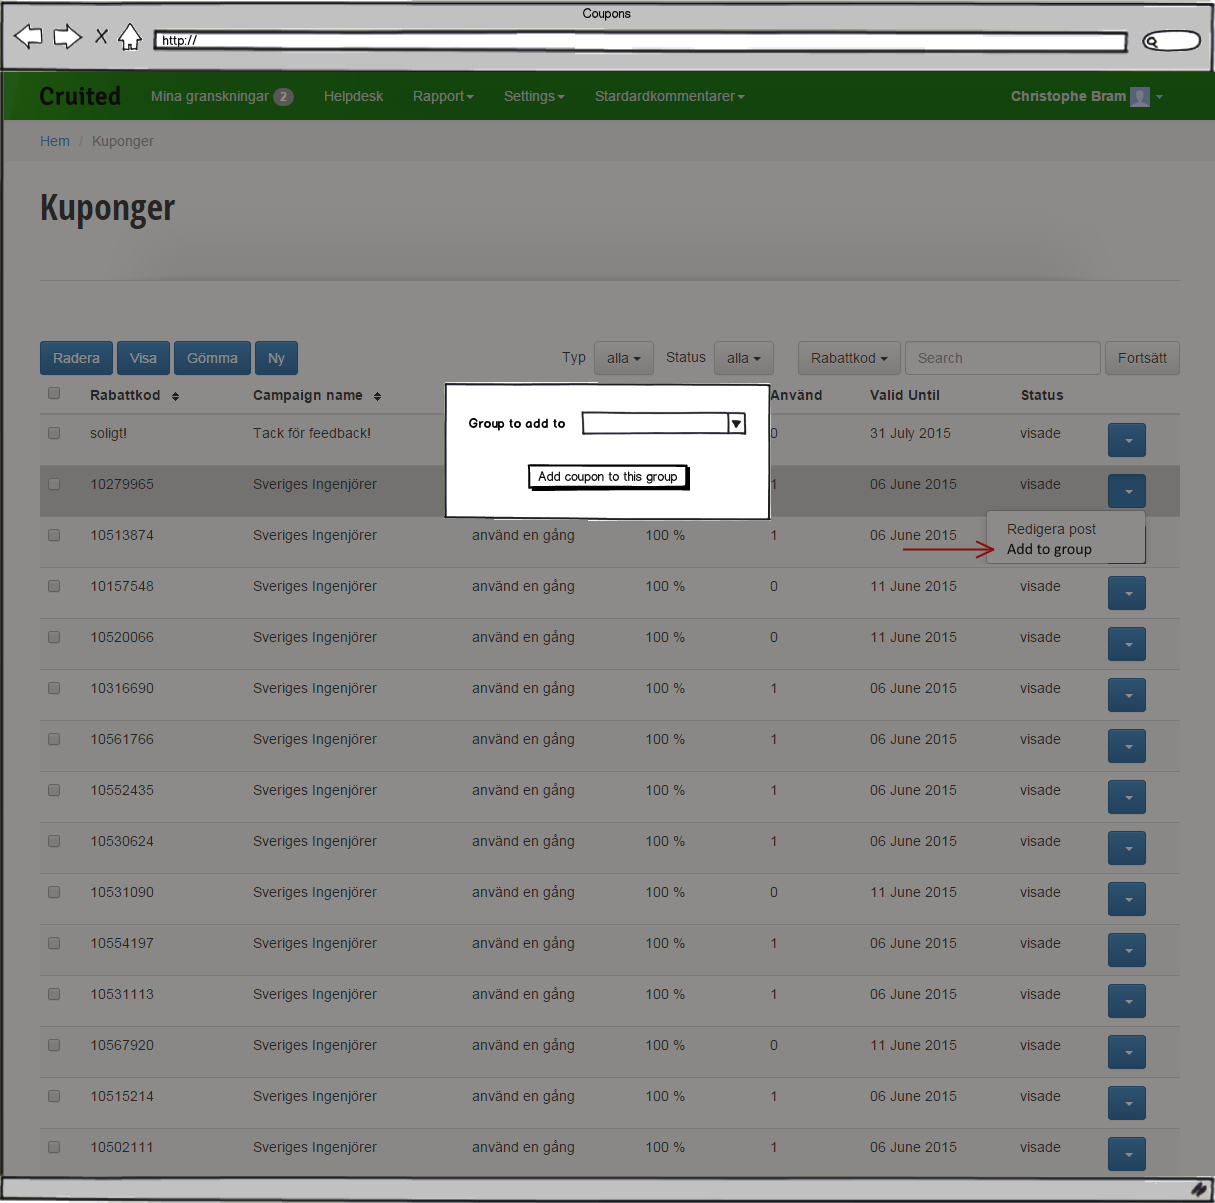 Coupons
http://
Cruited Mina granskningar 2 Helpdesk Rapport Settings Stardardkommentarer Christophe Bram
Hem / Kuponger
Kuponger
Radera Visa Gömma Ny Typ alla Status alla Rabattkod Search Fortsätt
Rabattkod Campaign name Använd Valid Until Status
Group to add to
soligt! Tack för feedback! 0 31 July 2015 visade
Add coupon to this group
10279965 Sveriges Ingenjörer 1 06 June 2015 visade
Redigera post
10513874 Sveriges Ingenjörer använd en gång 100 % 1 06 June 2015
Add to group
10157548 Sveriges Ingenjörer använd en gång 100 % 0 11 June 2015 visade
10520066 Sveriges Ingenjörer använd en gång 100 % 0 11 June 2015 visade
10316690 Sveriges Ingenjörer använd en gång 100 % 1 06 June 2015 visade
10561766 Sveriges Ingenjörer använd en gång 100 % 1 06 June 2015 visade
10552435 Sveriges Ingenjörer använd en gång 100 % 1 06 June 2015 visade
10530624 Sveriges Ingenjörer använd en gång 100 % 1 06 June 2015 visade
10531090 Sveriges Ingenjörer använd en gång 100 % 0 11 June 2015 visade
10554197 Sveriges Ingenjörer använd en gång 100 % 1 06 June 2015 visade
10531113 Sveriges Ingenjörer använd en gång 100 % 1 06 June 2015 visade
10567920 Sveriges Ingenjörer använd en gång 100 % 0 11 June 2015 visade
10515214 Sveriges Ingenjörer använd en gång 100 % 1 06 June 2015 visade
10502111 Sveriges Ingenjörer använd en gång 100 % 1 06 June 2015 visade